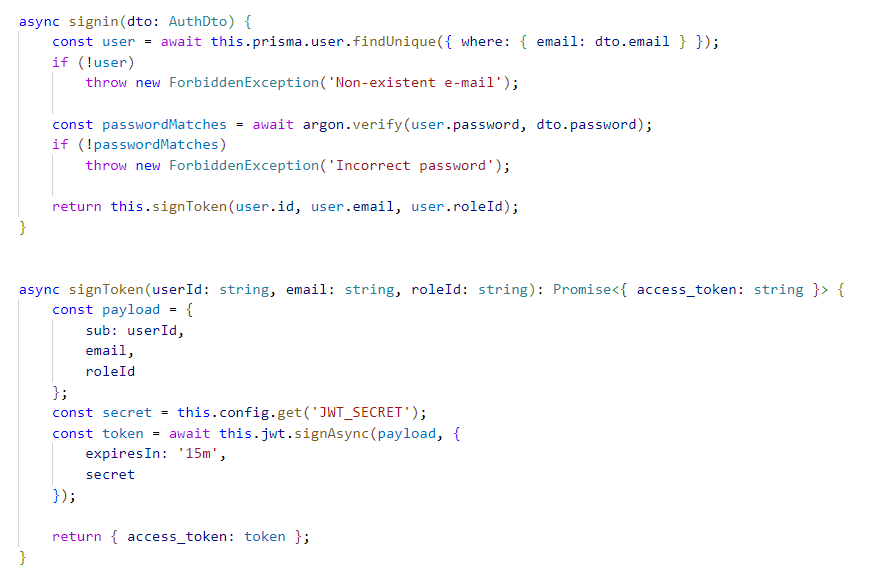 async signin(dto: AuthDto) {
    const user = await this.prisma.user.findUnique({ where: { email: dto.email } });
    if (!user)
        throw new ForbiddenException('Non-existent e-mail');

    const passwordMatches = await argon.verify(user.password, dto.password);
    if (!passwordMatches)
        throw new ForbiddenException('Incorrect password');

    return this.signToken(user.id, user.email, user.roleId);
}

async signToken(userId: string, email: string, roleId: string): Promise<{ access_token: string }> {
    const payload = {
        sub: userId,
        email,
        roleId
    };
    const secret = this.config.get('JWT_SECRET');
    const token = await this.jwt.signAsync(payload, {
        expiresIn: '15m',
        secret
    });

    return { access_token: token };
}